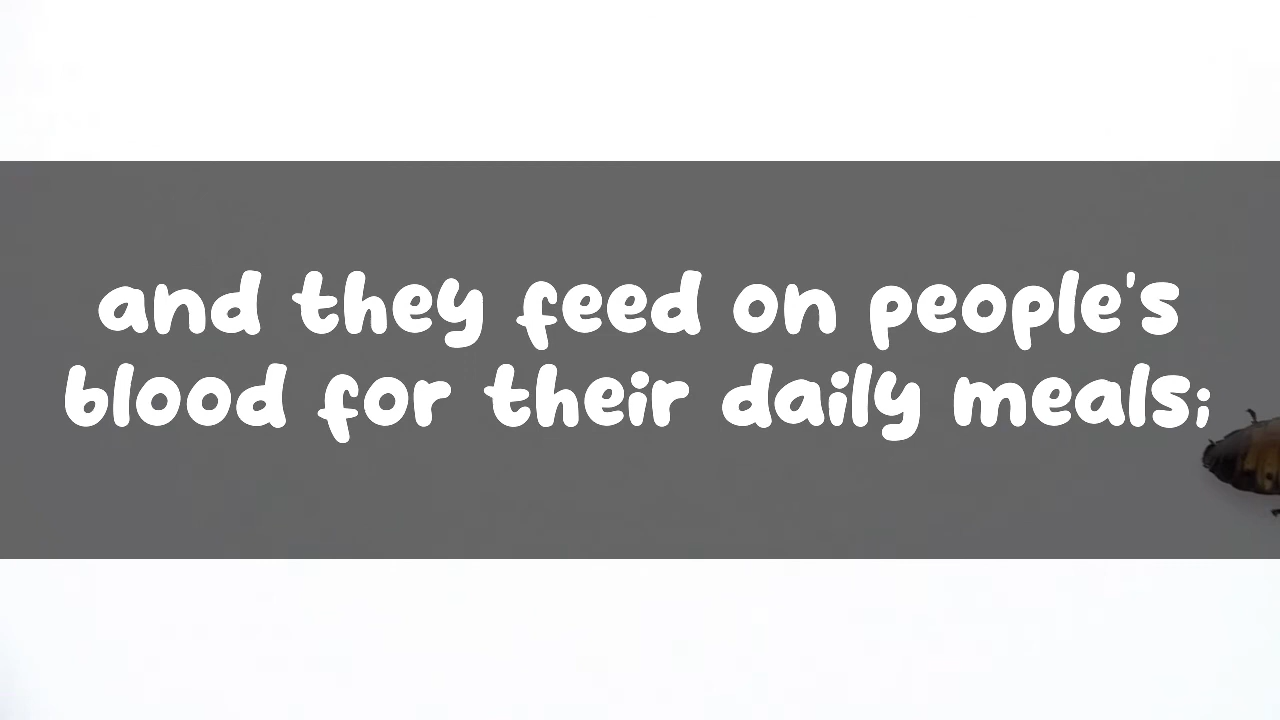 and they feed on people's
blood for their daily meals;